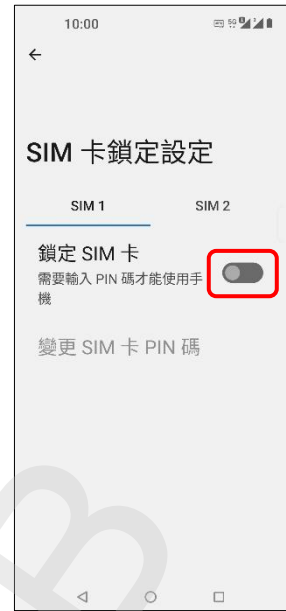 10:00
5G
SIM 卡鎖定設定
SIM 1 SIM 2
鎖定 SIM 卡
需要輸入 PIN 碼才能使用手
機
變更 SIM 卡 PIN 碼